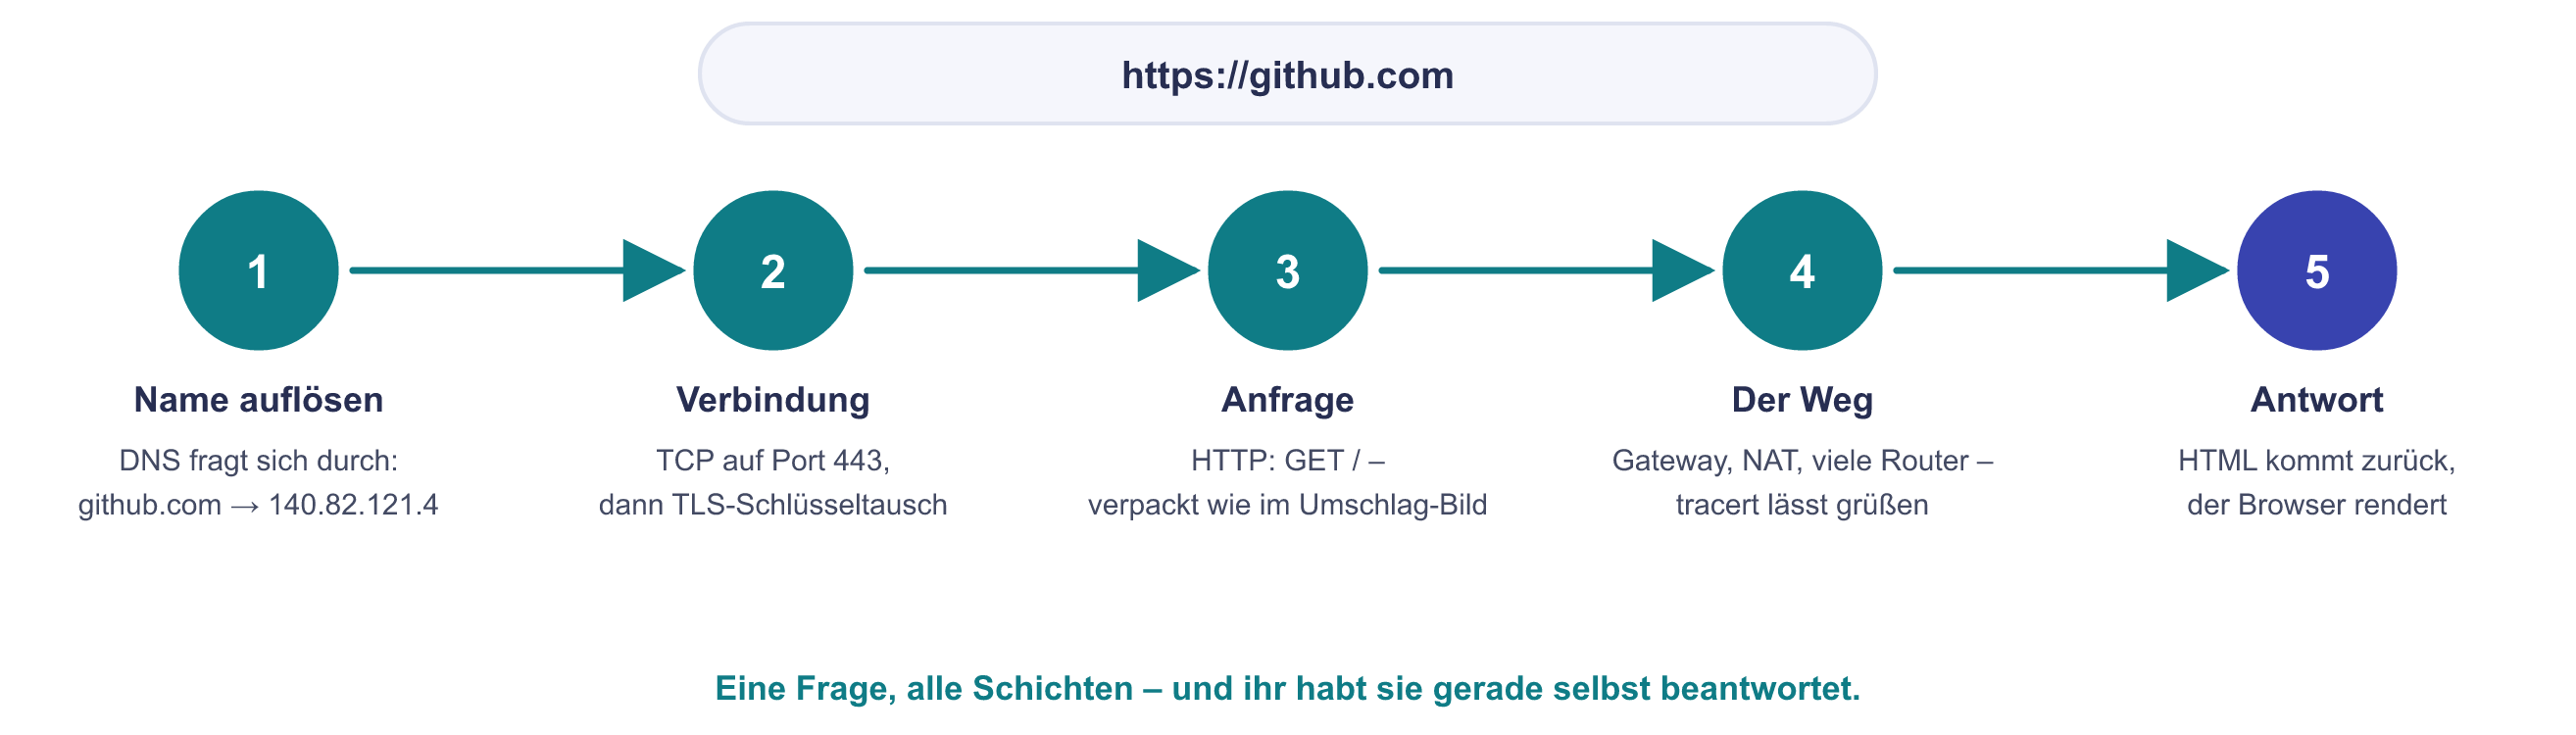 https://github.com
1
2
3
4
5
Name auflösen
DNS fragt sich durch:
github.com → 140.82.121.4
Verbindung
TCP auf Port 443,
dann TLS-Schlüsseltausch
Anfrage
HTTP: GET / –
verpackt wie im Umschlag-Bild
Der Weg
Gateway, NAT, viele Router –
tracert lässt grüßen
Antwort
HTML kommt zurück,
der Browser rendert
Eine Frage, alle Schichten – und ihr habt sie gerade selbst beantwortet.